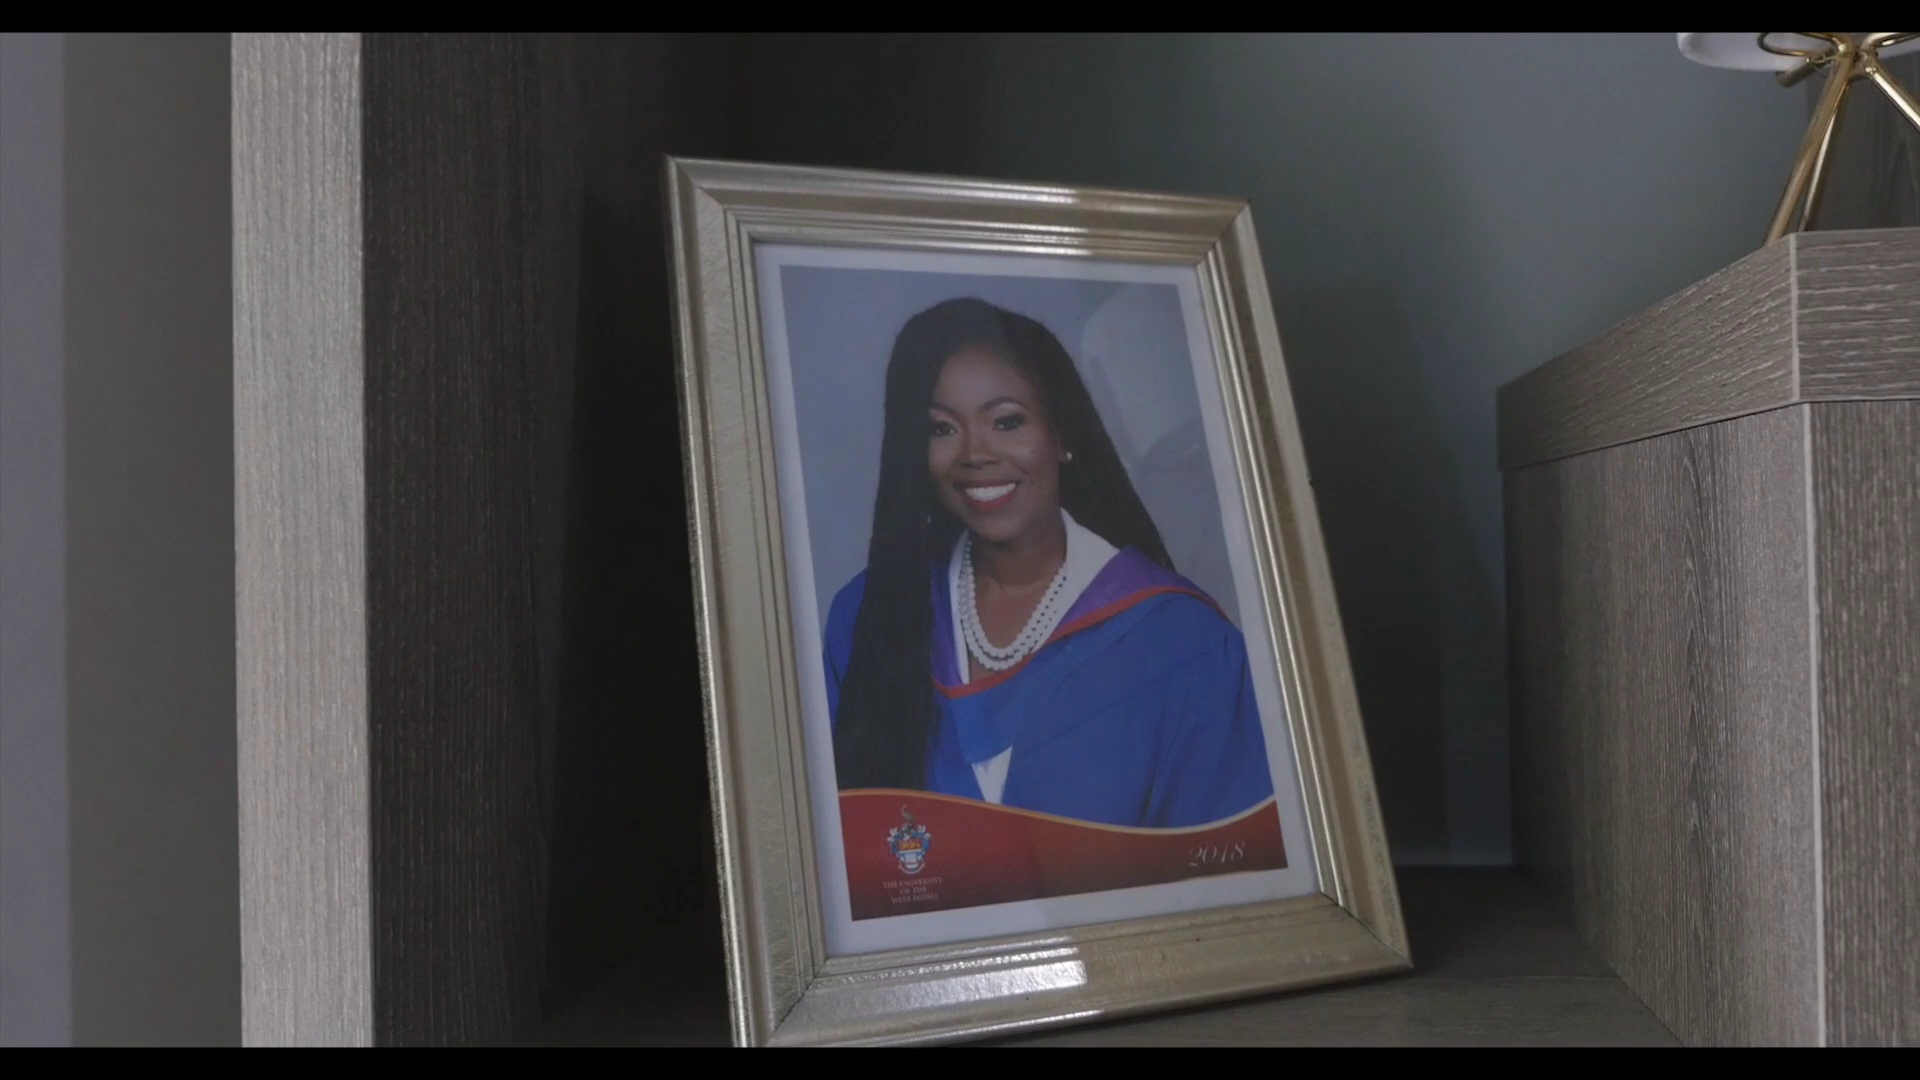 2018
THE UNIVERSITY
OF THE
WEST INDIES